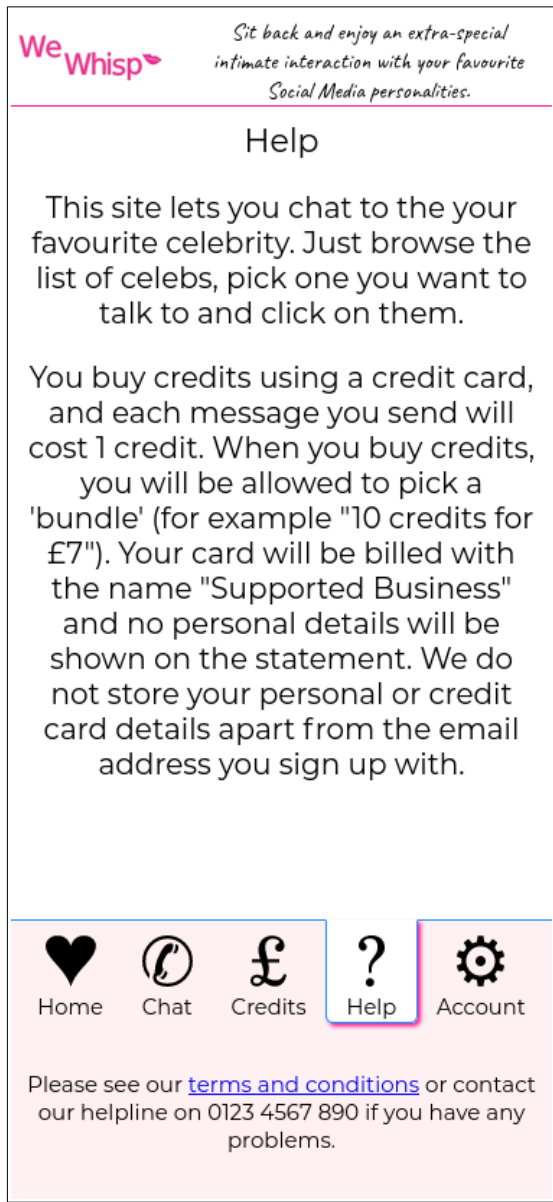 We Whisp
Sit back and enjoy an extra-special
intimate interaction with your favourite
Social Media personalities.
Help
This site lets you chat to the your
favourite celebrity. Just browse the
list of celebs, pick one you want to
talk to and click on them.
You buy credits using a credit card,
and each message you send will
cost 1 credit. When you buy credits,
you will be allowed to pick a
'bundle' (for example "10 credits for
£7"). Your card will be billed with
the name "Supported Business"
and no personal details will be
shown on the statement. We do
not store your personal or credit
card details apart from the email
address you sign up with.
£ ?
Home Chat Credits Help Account
Please see our terms and conditions or contact
our helpline on 0123 4567 890 if you have any
problems.